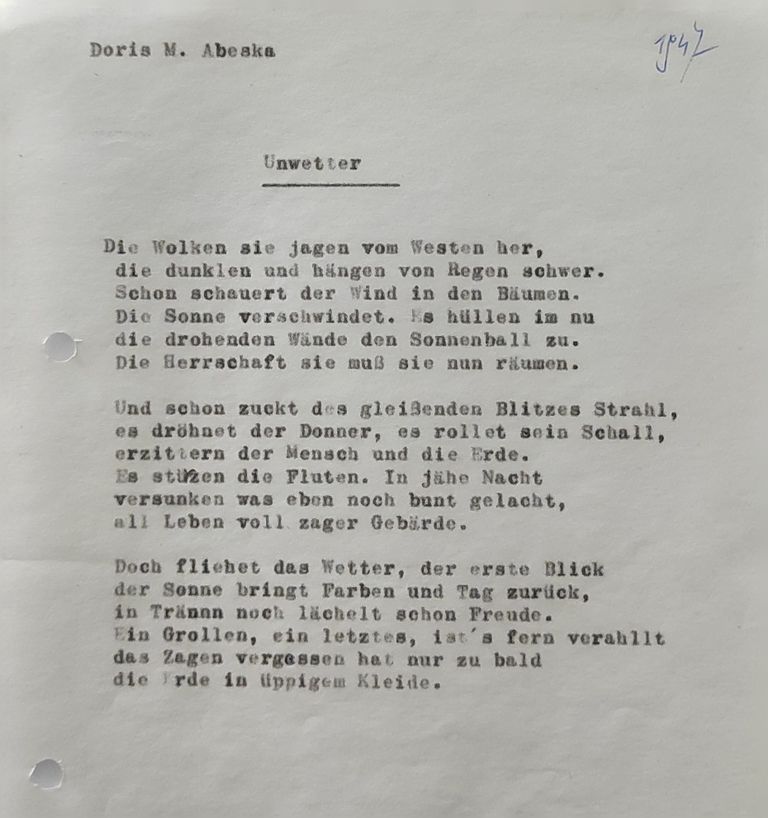 Doris M. Abeska
1947
Unwetter
Die Wolken sie jagen vom Westen her,
die dunklen und hängen von Regen schwer.
Schon schauert der Wind in den Bäumen.
Die Sonne verschwindet. Es hüllen im nu
die drohenden Wände den Sonnenball zu.
Die Herrschaft sie muß sie nun räumen.
Und schon zuckt des gleißenden Blitzes Strahl,
es dröhnet der Donner, es rollet sein Schall,
erzittern der Mensch und die Erde.
Es die Fluten. In jähe Nacht
versunken was eben noch bunt gelacht,
all Leben voll zager Gebärde.
Doch fliehet das Wetter, der erste Blick
der Sonne bringt Farben und Tag zurück,
in Trännn noch lächelt schon Freude.
Ein Grollen, ein letztes, ist's fern verahllt
das Zagen vergessen hat nur zu bald
die Erde in üppigem Kleide.